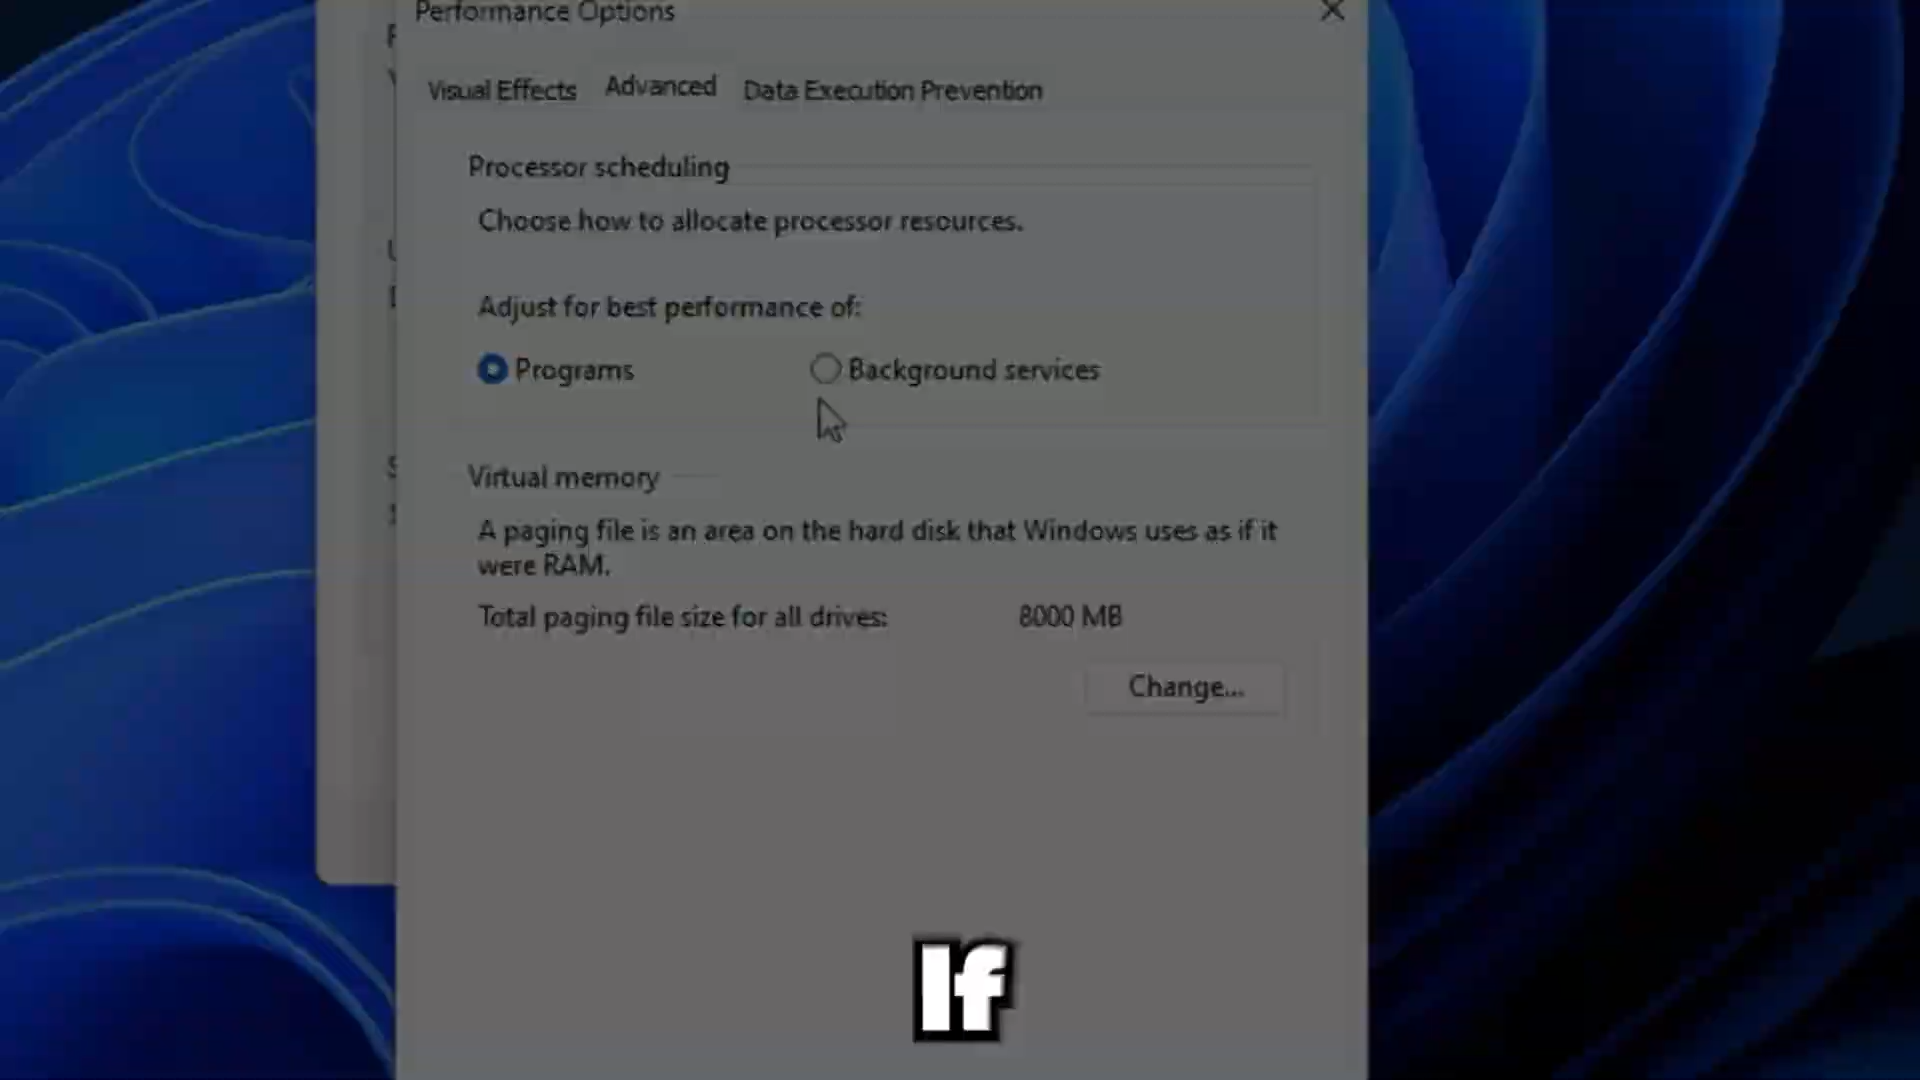 Performance Options
Visual Effects
Advanced
Data Execution Prevention
Processor scheduling
Choose how to allocate processor resources.
Adjust for best performance of:
Programs
Background services
Virtual memory
A paging file is an area on the hard disk that Windows uses as if it
were RAM.
Total paging file size for all drives:
8000 MB
Change...
If